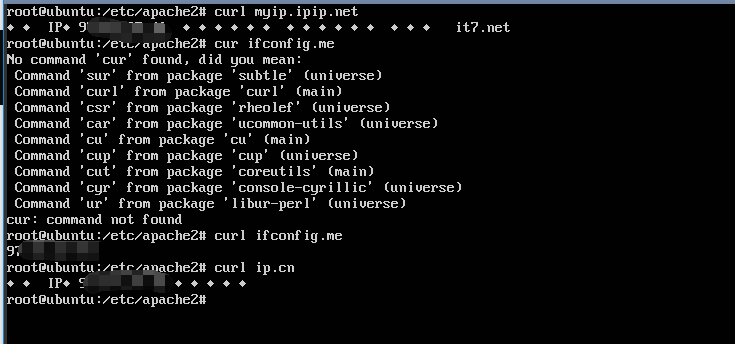 root@ubuntu:/etc/apache2# curl myip.ipip.net
◆ ◆ IP◆ 9 ◆ ◆ ◆ ◆ ◆ ◆ ◆ ◆ ◆ ◆ ◆ ◆ ◆ ◆ ◆ it7.net
root@ubuntu:/etc/apache2# cur ifconfig.me
No command 'cur' found, did you mean:
Command 'sur' from package 'subtle' (universe)
Command 'curl' from package 'curl' (main)
Command 'csr' from package 'rheolef' (universe)
Command 'car' from package 'ucommon-utils' (universe)
Command 'cu' from package 'cu' (main)
Command 'cup' from package 'cup' (universe)
Command 'cut' from package 'coreutils' (main)
Command 'cyr' from package 'console-cyrillic' (universe)
Command 'ur' from package 'libur-perl' (universe)
cur: command not found
root@ubuntu:/etc/apache2# curl ifconfig.me
97
root@ubuntu:/etc/apache2# curl ip.cn
◆ ◆ IP◆ 9 ◆ ◆ ◆ ◆ ◆
root@ubuntu:/etc/apache2#